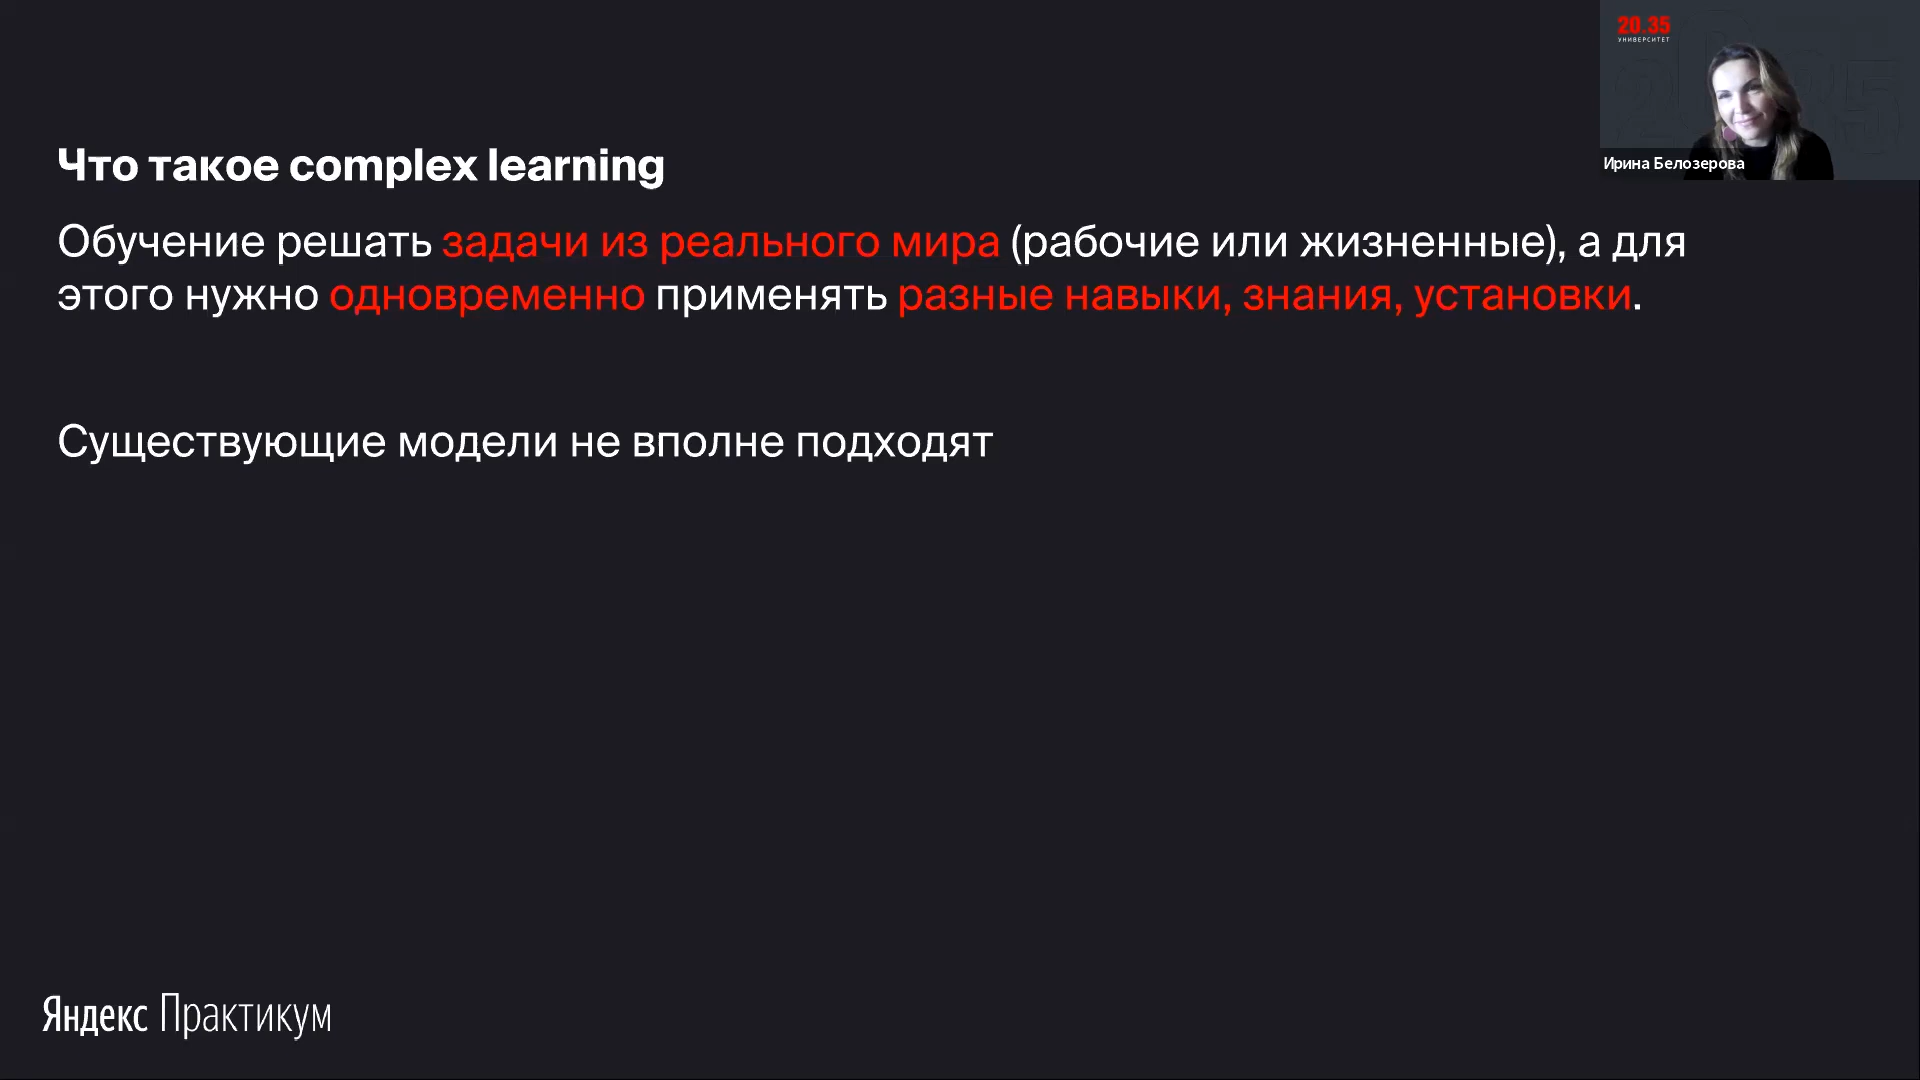 20.35
УНИВЕРСИТЕТ
Ирина Белозерова
Что такое complex learning
Обучение решать задачи из реального мира (рабочие или жизненные), а для
этого нужно одновременно применять разные навыки, знания, установки.
Существующие модели не вполне подходят
Яндекс Практикум